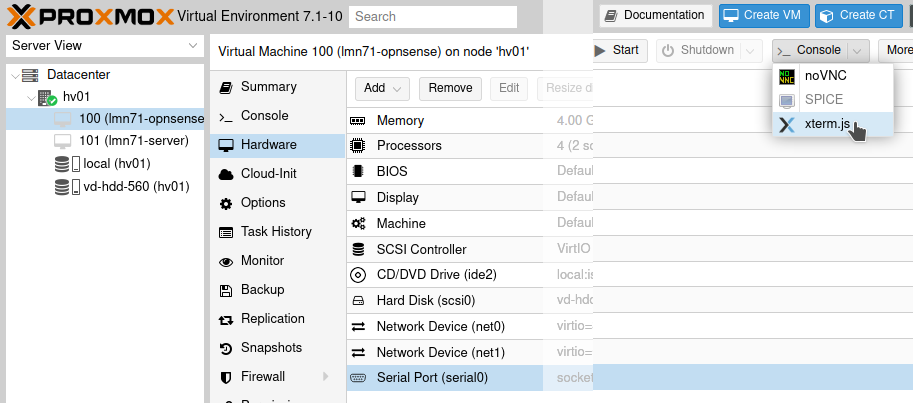 PROXMOX Virtual Environment 7.1-10 Search Documentation Create VM Create CT
Server View
Datacenter
hv01
100 (lmn71-opnsense
101 (lmn71-server)
local (hv01)
vd-hdd-560 (hv01)
Virtual Machine 100 (lmn71-opnsense) on node 'hv01' Start Shutdown Console More
noVNC
SPICE
xterm.js
Summary
Console
Hardware
Cloud-Init
Options
Task History
Monitor
Backup
Replication
Snapshots
Firewall
Add Remove Edit Resize di
Memory 4.00 G
Processors 4 (2 so
BIOS Defau
Display Defau
Machine Defau
SCSI Controller VirtIO
CD/DVD Drive (ide2) local:is
Hard Disk (scsi0) vd-hdd
Network Device (net0) virtio=
Network Device (net1) virtio=
Serial Port (serial0) socket